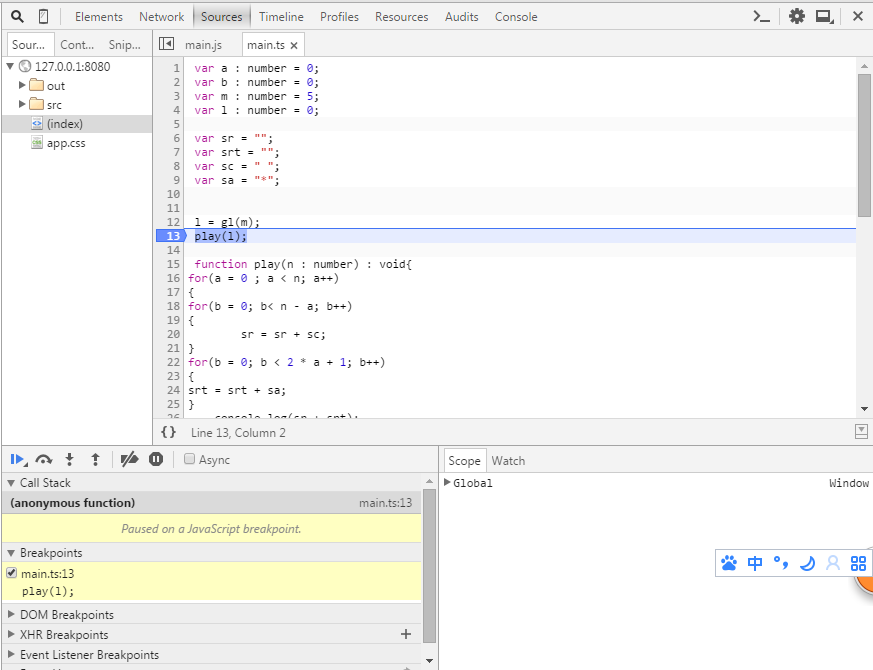 Elements Network Sources Timeline Profiles Resources Audits Console
Sour... Cont... Snip... main.js main.ts ×
127.0.0.1:8080
out
src
(index)
app.css
1 var a : number = 0;
2 var b : number = 0;
3 var m : number = 5;
4 var l : number = 0;
5
6 var sr = "";
7 var srt = "";
8 var sc = " ";
9 var sa = "*";
10
11
12 l = gl(m);
13 play(l);
14
15 function play(n : number) : void{
16 for(a = 0 ; a < n; a++)
17 {
18 for(b = 0; b< n - a; b++)
19 {
20 sr = sr + sc;
21 }
22 for(b = 0; b < 2 * a + 1; b++)
23 {
24 srt = srt + sa;
25 }
26 console.log(sr + srt);
{} Line 13, Column 2
Async
Call Stack
(anonymous function) main.ts:13
Paused on a JavaScript breakpoint.
Breakpoints
main.ts:13
play(l);
DOM Breakpoints
XHR Breakpoints +
Event Listener Breakpoints
Scope Watch
Global Window
中